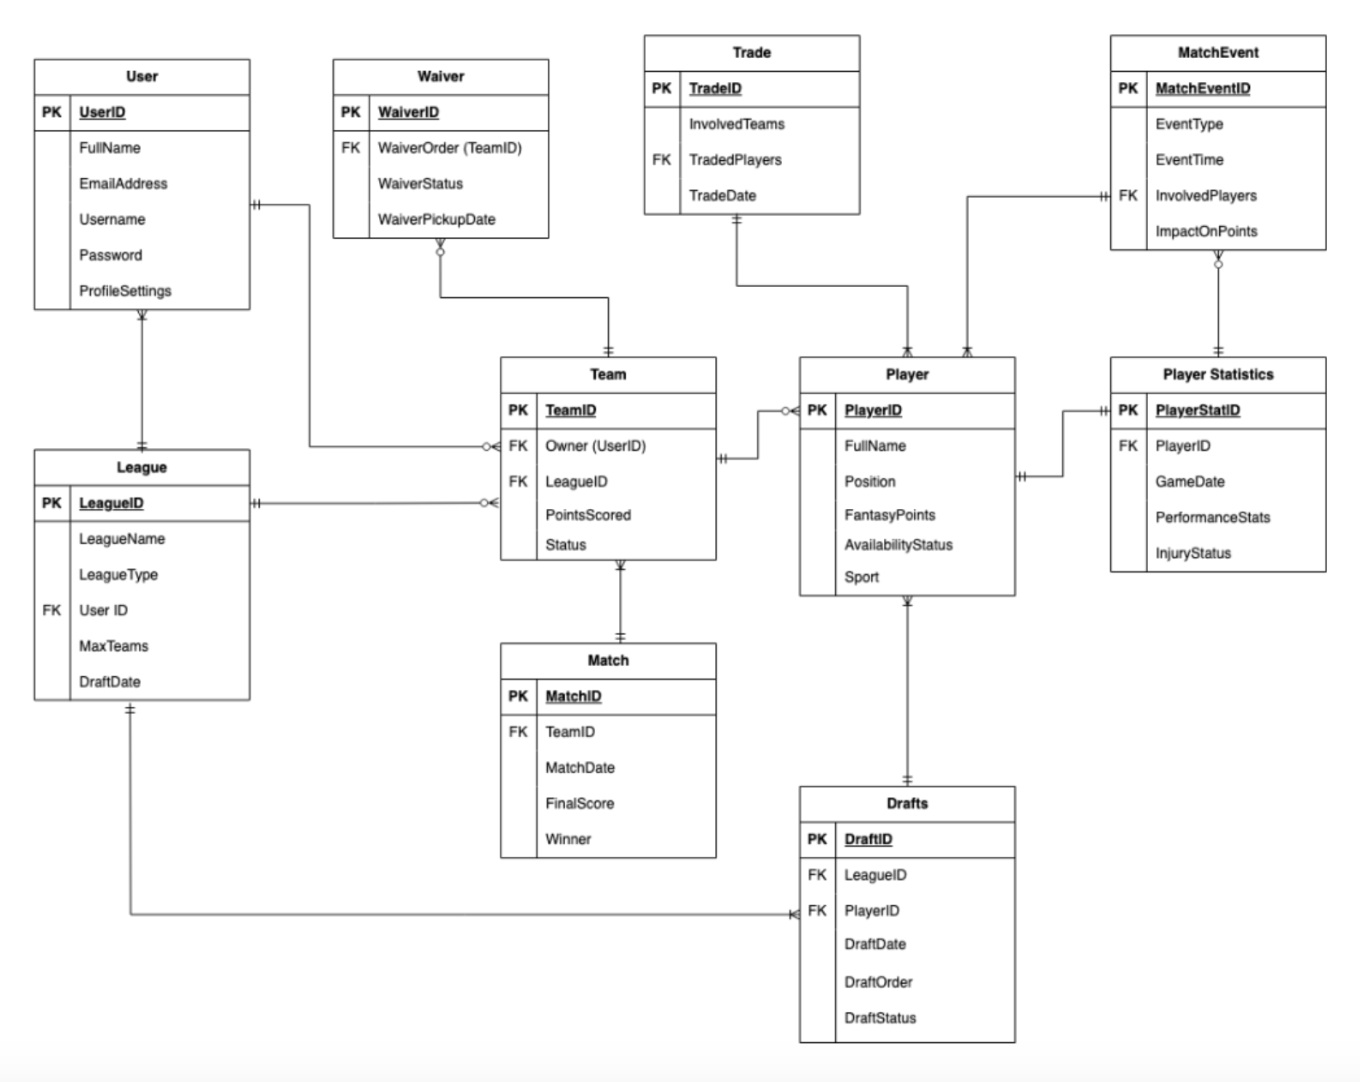 User
PK UserID
FullName
EmailAddress
Username
Password
ProfileSettings
Waiver
PK WaiverID
FK WaiverOrder (TeamID)
WaiverStatus
WaiverPickupDate
Trade
PK TradeID
InvolvedTeams
FK TradedPlayers
TradeDate
MatchEvent
PK MatchEventID
EventType
EventTime
FK InvolvedPlayers
ImpactOnPoints
Team
PK TeamID
FK Owner (UserID)
FK LeagueID
PointsScored
Status
Player
PK PlayerID
FullName
Position
FantasyPoints
AvailabilityStatus
Sport
Player Statistics
PK PlayerStatID
FK PlayerID
GameDate
PerformanceStats
InjuryStatus
League
PK LeagueID
LeagueName
LeagueType
FK User ID
MaxTeams
DraftDate
Match
PK MatchID
FK TeamID
MatchDate
FinalScore
Winner
Drafts
PK DraftID
FK LeagueID
FK PlayerID
DraftDate
DraftOrder
DraftStatus